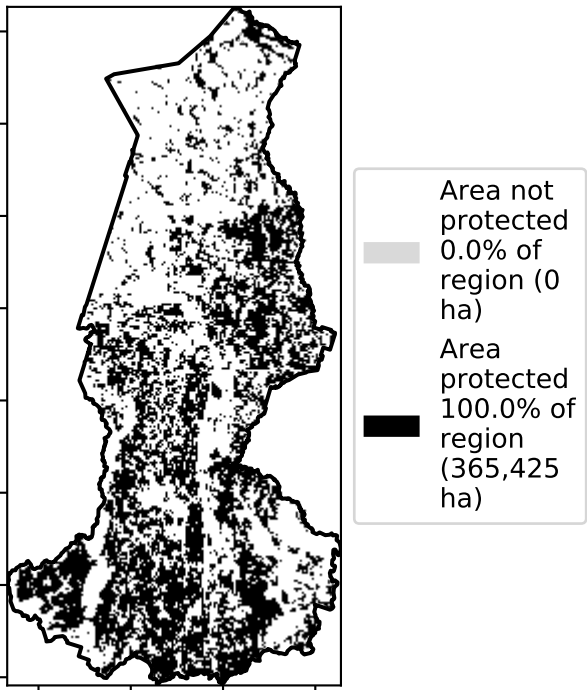 Area not
protected
0.0% of
region (0
ha)
Area
protected
100.0% of
region
(365,425
ha)